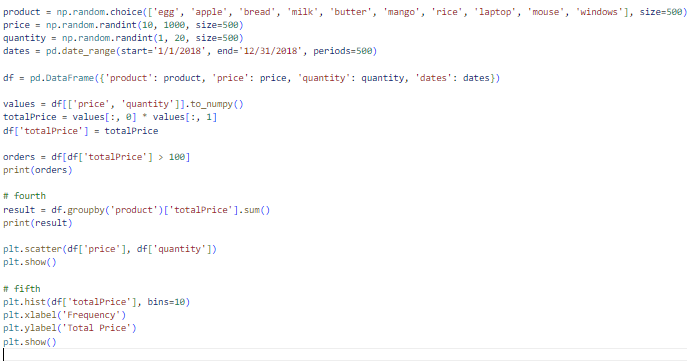 product = np.random.choice(['egg', 'apple', 'bread', 'milk', 'butter', 'mango', 'rice', 'laptop', 'mouse', 'windows'], size=500)
price = np.random.randint(10, 1000, size=500)
quantity = np.random.randint(1, 20, size=500)
dates = pd.date_range(start='1/1/2018', end='12/31/2018', periods=500)
df = pd.DataFrame({'product': product, 'price': price, 'quantity': quantity, 'dates': dates})
values = df[['price', 'quantity']].to_numpy()
totalPrice = values[:, 0] * values[:, 1]
df['totalPrice'] = totalPrice
orders = df[df['totalPrice'] > 100]
print(orders)
# fourth
result = df.groupby('product')['totalPrice'].sum()
print(result)
plt.scatter(df['price'], df['quantity'])
plt.show()
# fifth
plt.hist(df['totalPrice'], bins=10)
plt.xlabel('Frequency')
plt.ylabel('Total Price')
plt.show()